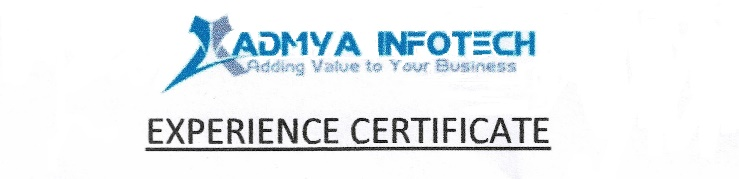 ADMYA INFOTECH
Adding Value to Your Business
EXPERIENCE CERTIFICATE